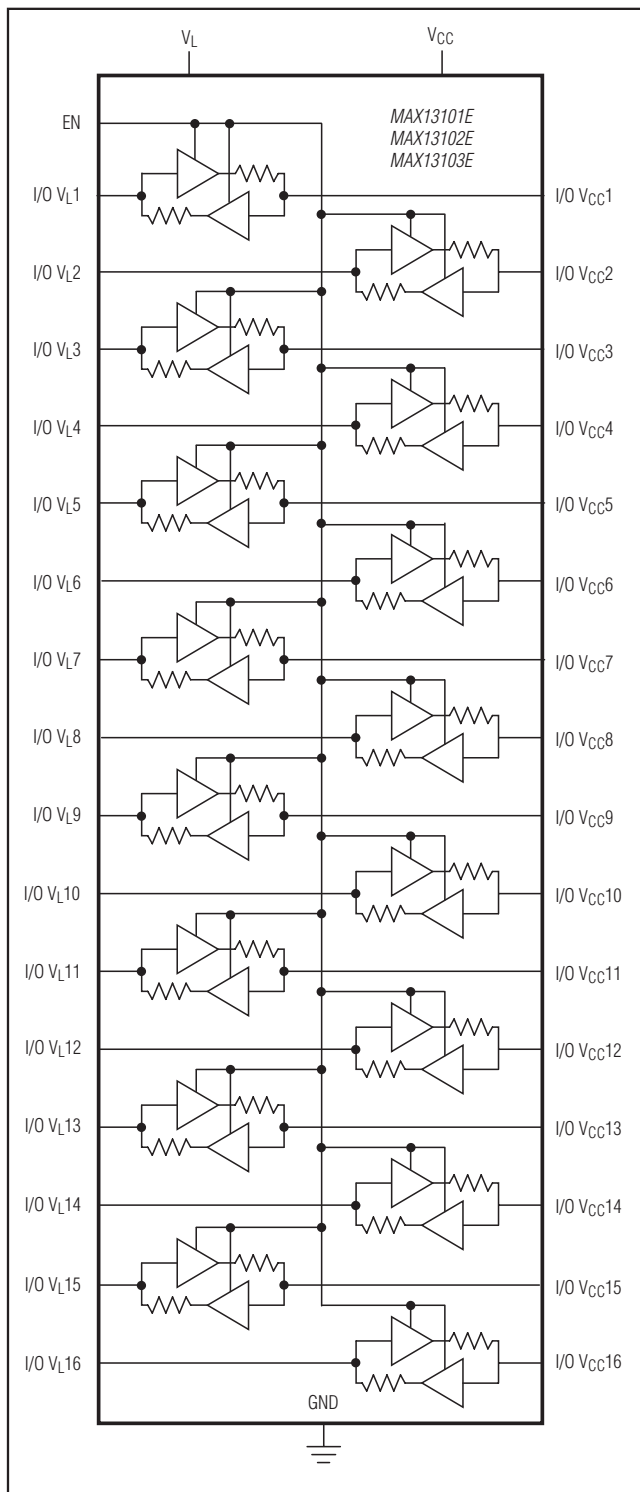 VL VCC
EN
MAX13101E
MAX13102E
MAX13103E
I/O VL1 I/O VCC1
I/O VL2 I/O VCC2
I/O VL3 I/O VCC3
I/O VL4 I/O VCC4
I/O VL5 I/O VCC5
I/O VL6 I/O VCC6
I/O VL7 I/O VCC7
I/O VL8 I/O VCC8
I/O VL9 I/O VCC9
I/O VL10 I/O VCC10
I/O VL11 I/O VCC11
I/O VL12 I/O VCC12
I/O VL13 I/O VCC13
I/O VL14 I/O VCC14
I/O VL15 I/O VCC15
I/O VL16 I/O VCC16
GND